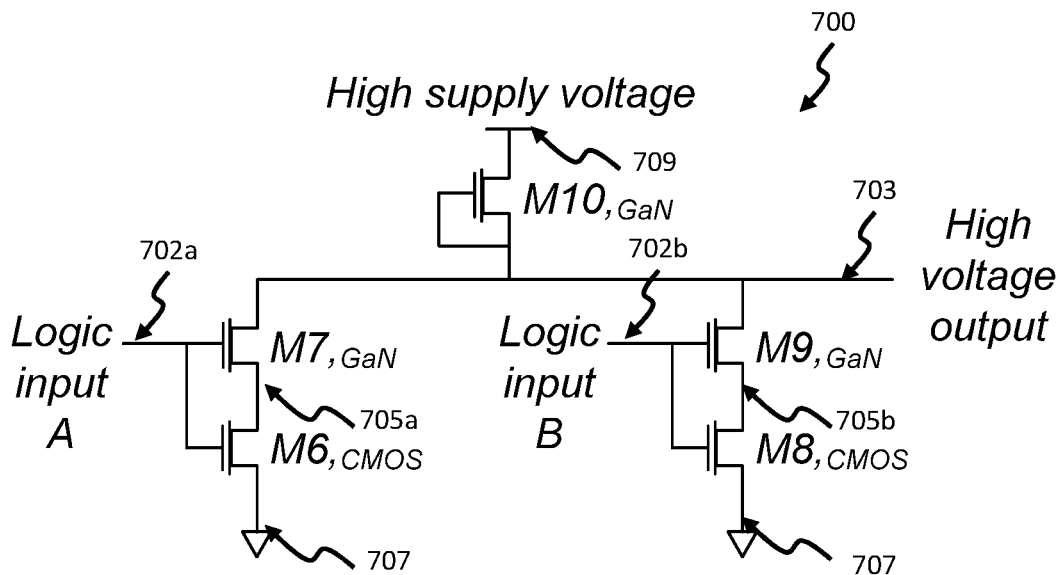 700
High supply voltage
709
M10,GaN
703
High
voltage
output
702a
702b
Logic
input
A
M7,GaN
705a
M6,CMOS
707
Logic
input
B
M9,GaN
705b
M8,CMOS
707